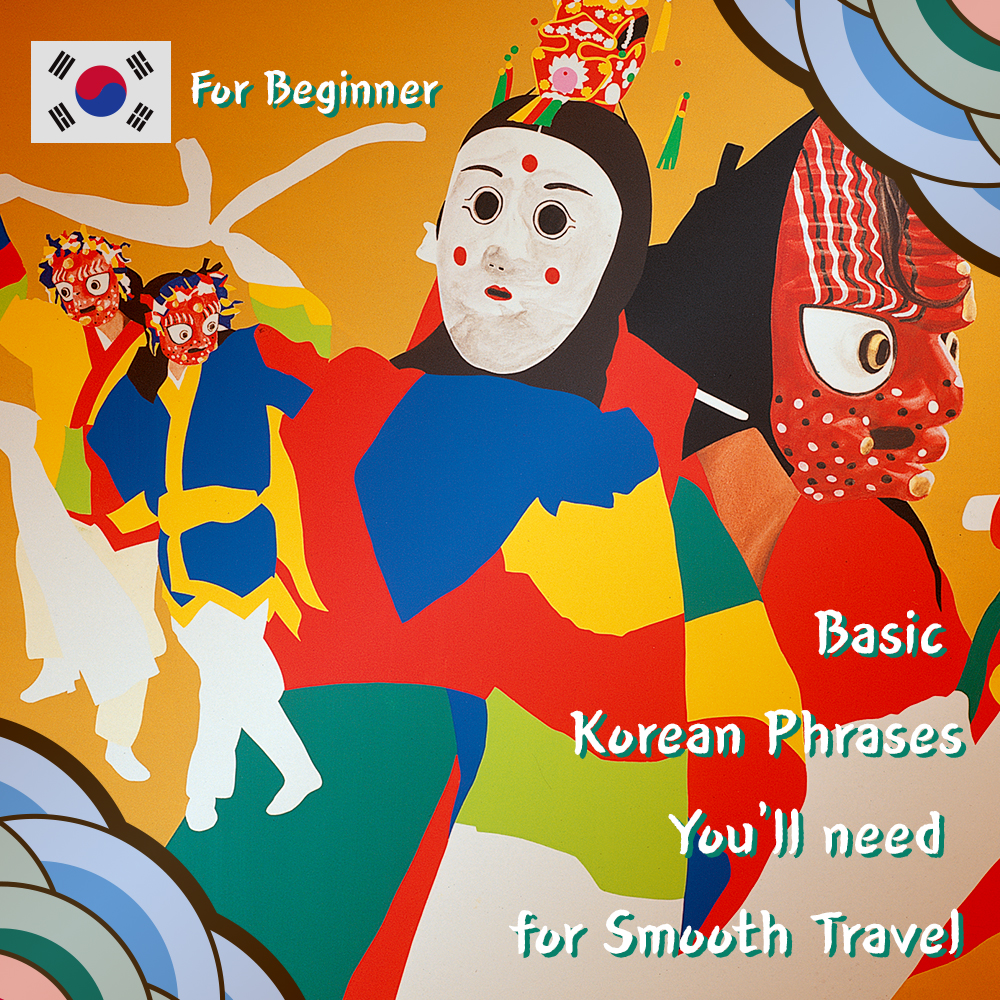 For Beginner
Basic
Korean Phrases
You'll need
for Smooth Travel